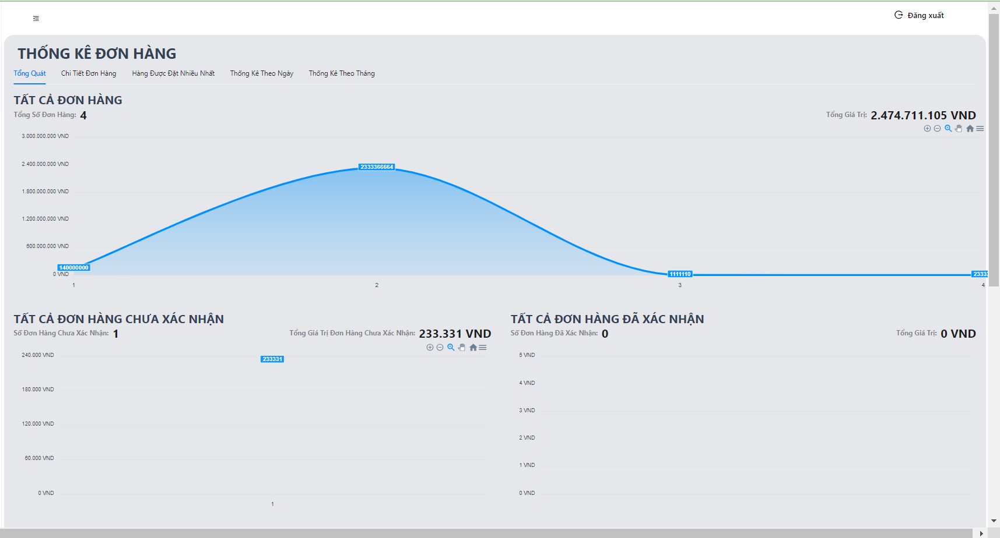 Đăng xuất
THỐNG KÊ ĐƠN HÀNG
Tổng Quát Chi Tiết Đơn Hàng Hàng Được Đặt Nhiều Nhất Thống Kê Theo Ngày Thống Kê Theo Tháng
TẤT CẢ ĐƠN HÀNG
Tổng Số Đơn Hàng: 4 Tổng Giá Trị: 2.474.711.105 VND
3.000.000.000 VND
2.400.000.000 VND
2333366664
1.800.000.000 VND
1.200.000.000 VND
600.000.000 VND
140000000
0 VND 1111110 23333
1 2 3 4
TẤT CẢ ĐƠN HÀNG CHƯA XÁC NHẬN
Số Đơn Hàng Chưa Xác Nhận: 1 Tổng Giá Trị Đơn Hàng Chưa Xác Nhận: 233.331 VND
240.000 VND
233331
180.000 VND
120.000 VND
60.000 VND
0 VND
1
TẤT CẢ ĐƠN HÀNG ĐÃ XÁC NHẬN
Số Đơn Hàng Đã Xác Nhận: 0 Tổng Giá Trị: 0 VND
5 VND
4 VND
3 VND
2 VND
1 VND
0 VND